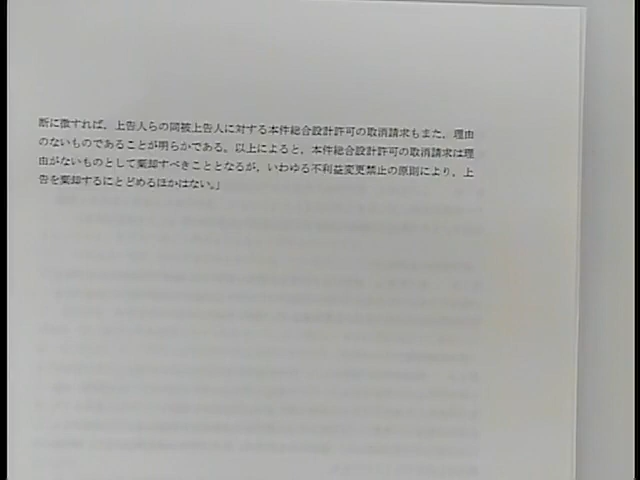 断に徴すれば，上告人らの同被上告人に対する本件総合設計許可の取消請求もまた，理由
のないものであることが明らかである。以上によると，本件総合設計許可の取消請求は理
由がないものとして棄却すべきこととなるが，いわゆる不利益変更禁止の原則により，上
告を棄却するにとどめるほかはない。」